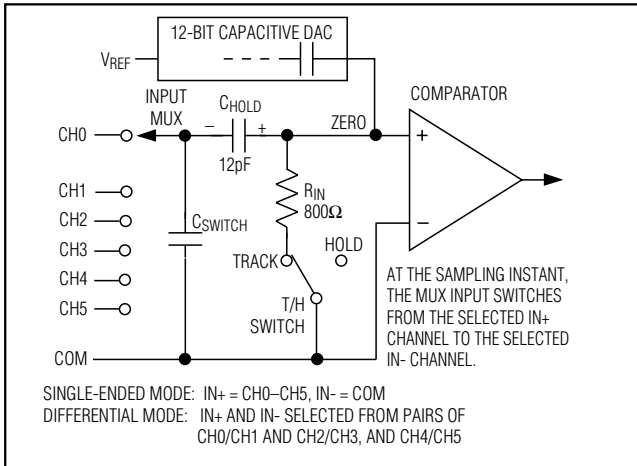 12-BIT CAPACITIVE DAC
VREF
COMPARATOR
INPUT
MUX
CHOLD
ZERO
CH0
– + +
12pF
RIN
800Ω
CH1
CH2
CSWITCH
–
CH3
HOLD
TRACK
CH4
AT THE SAMPLING INSTANT,
THE MUX INPUT SWITCHES
FROM THE SELECTED IN+
CHANNEL TO THE SELECTED
IN- CHANNEL.
CH5
T/H
SWITCH
COM
SINGLE-ENDED MODE: IN+ = CH0–CH5, IN- = COM
DIFFERENTIAL MODE: IN+ AND IN- SELECTED FROM PAIRS OF
CH0/CH1 AND CH2/CH3, AND CH4/CH5